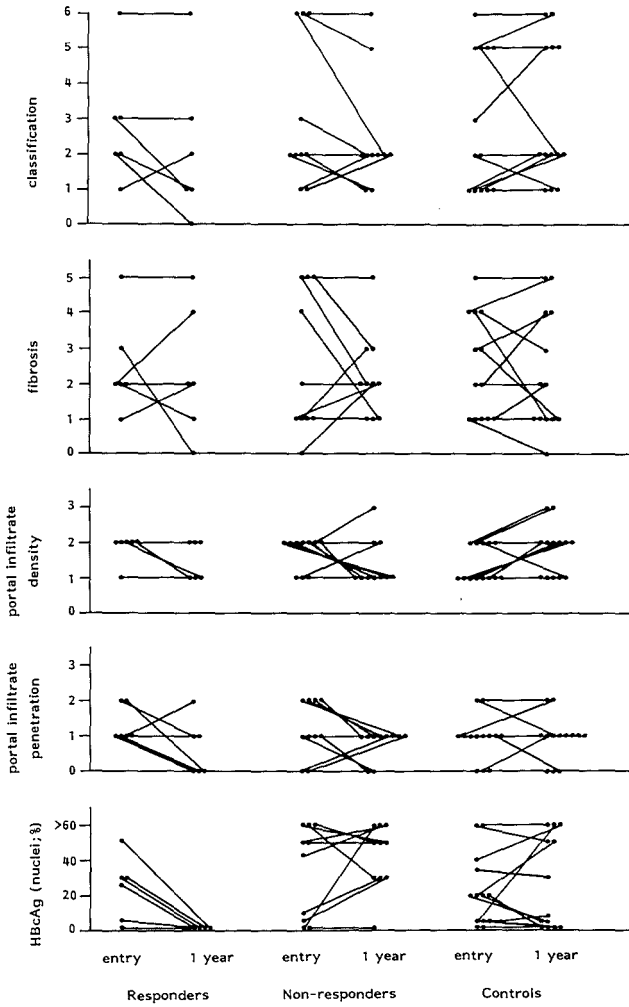 6
5
4
3
2
1
0
classification
5
4
3
2
1
0
fibrosis
3
2
1
0
portal infiltrate
density
3
2
1
0
portal infiltrate
penetration
>60
40
20
0
HBcAg (nuclei;%)
entry 1 year entry 1 year entry 1 year
Responders Non-responders Controls